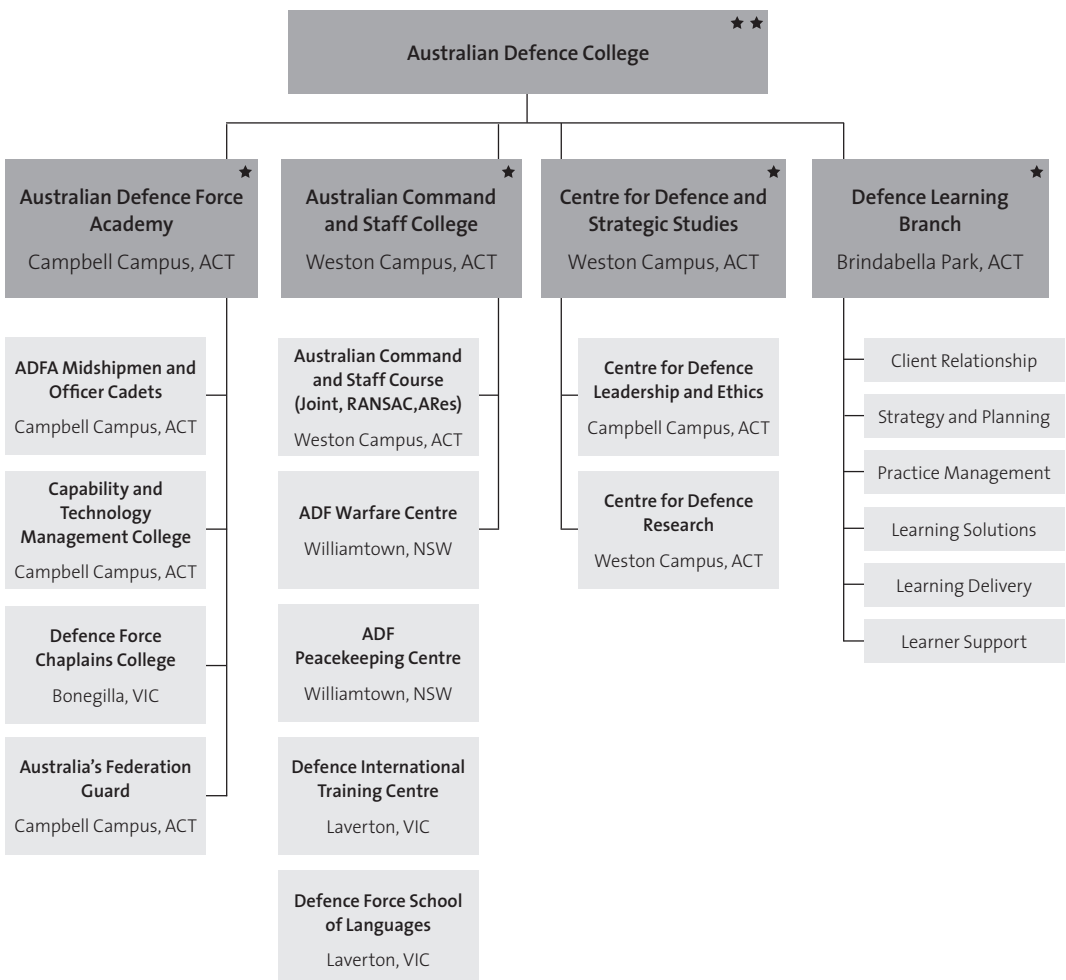 Australian Defence College
Australian Defence Force
Academy
Campbell Campus, ACT
Australian Command
and Staff College
Weston Campus, ACT
Centre for Defence and
Strategic Studies
Weston Campus, ACT
Defence Learning
Branch
Brindabella Park, ACT
ADFA Midshipmen and
Officer Cadets
Campbell Campus, ACT
Capability and
Technology
Management College
Campbell Campus, ACT
Defence Force
Chaplains College
Bonegilla, VIC
Australia’s Federation
Guard
Campbell Campus, ACT
Australian Command
and Staff Course
(Joint, RANSAC,ARes)
Weston Campus, ACT
ADF Warfare Centre
Williamtown, NSW
ADF
Peacekeeping Centre
Williamtown, NSW
Defence International
Training Centre
Laverton, VIC
Defence Force School
of Languages
Laverton, VIC
Centre for Defence
Leadership and Ethics
Campbell Campus, ACT
Centre for Defence
Research
Weston Campus, ACT
Client Relationship
Strategy and Planning
Practice Management
Learning Solutions
Learning Delivery
Learner Support